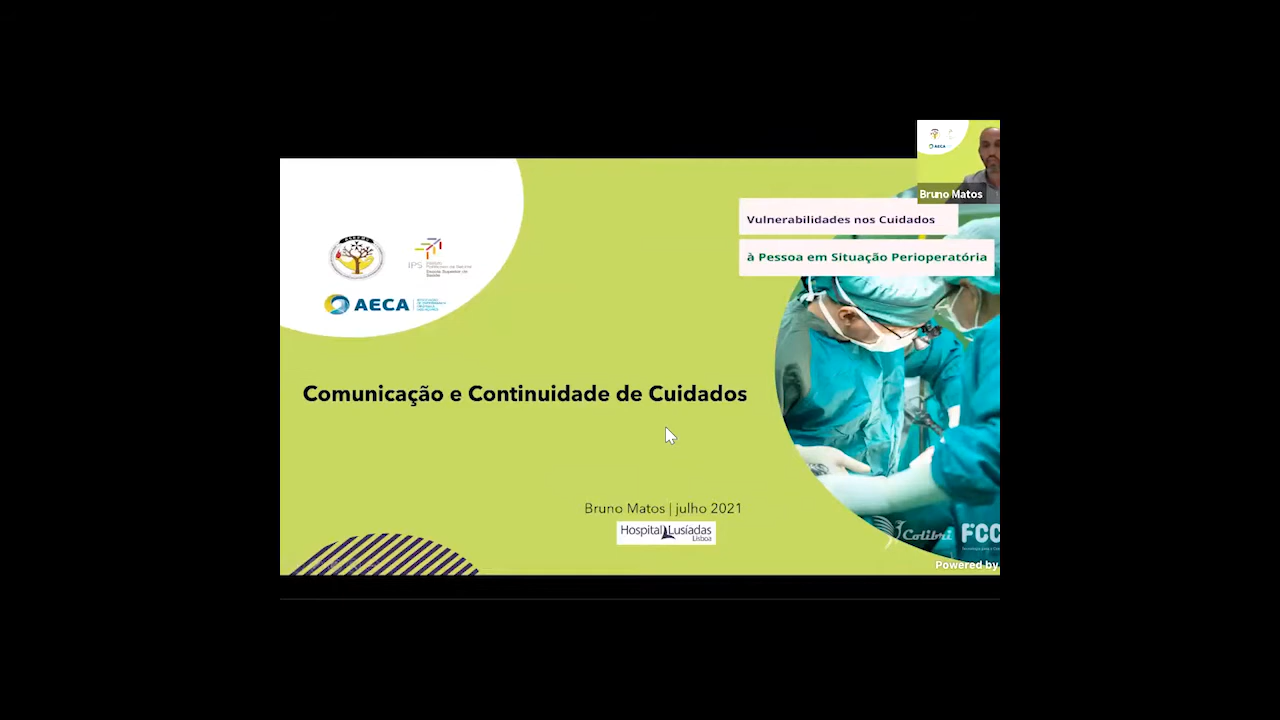 Bruno Matos
Vulnerabilidades nos Cuidados
à Pessoa em Situação Perioperatória
IPS
AECA
Comunicação e Continuidade de Cuidados
Bruno Matos | julho 2021
Hospital Lusíadas
Lisboa
Colibri
FCC
Powered by